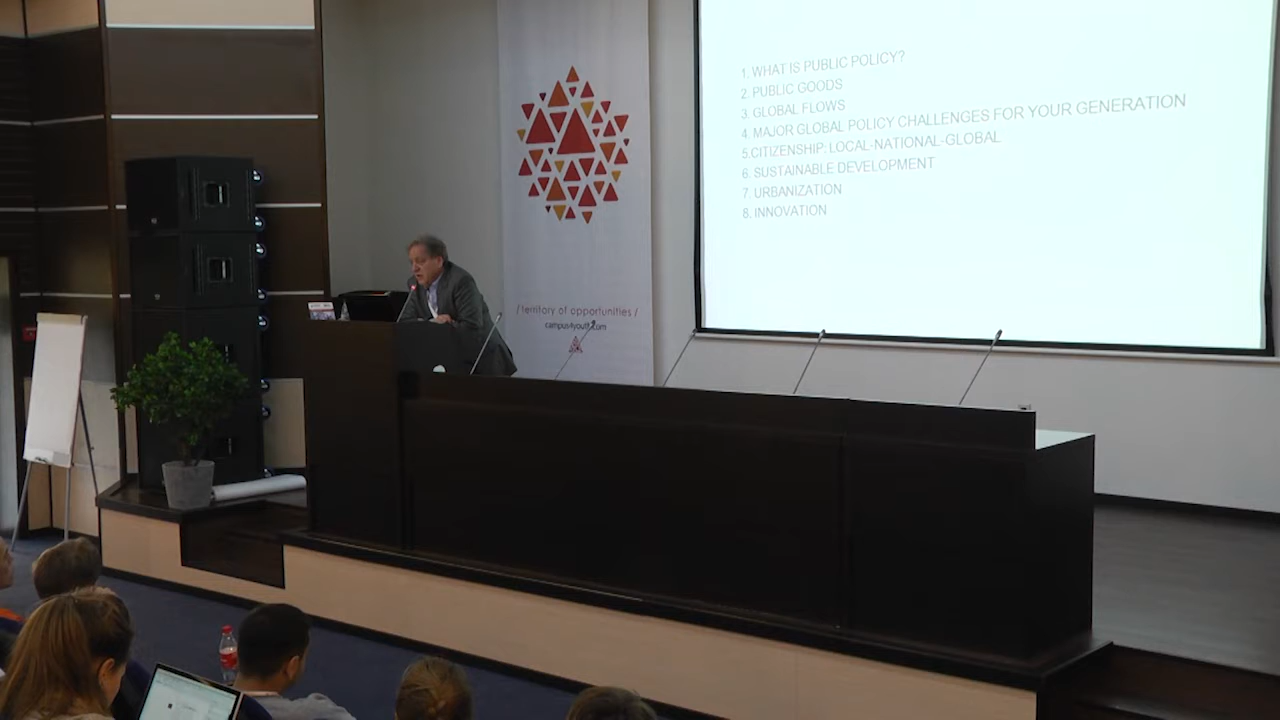 1. WHAT IS PUBLIC POLICY?
2. PUBLIC GOODS
3. GLOBAL FLOWS
4. MAJOR GLOBAL POLICY CHALLENGES FOR YOUR GENERATION
5.CITIZENSHIP: LOCAL-NATIONAL-GLOBAL
6. SUSTAINABLE DEVELOPMENT
7. URBANIZATION
8. INNOVATION
/ territory of opportunities /
campus4youth.com